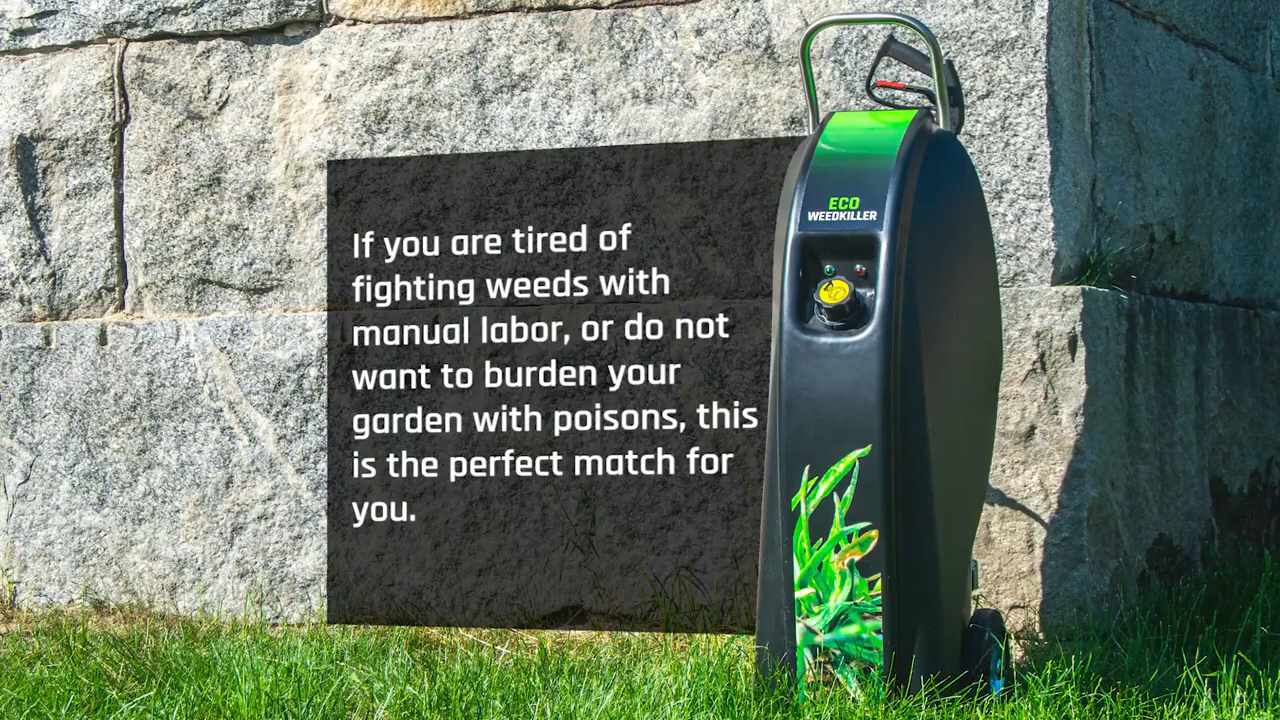 If you are tired of
fighting weeds with
manual labor, or do not
want to burden your
garden with poisons, this
is the perfect match for
you.
ECO
WEEDKILLER